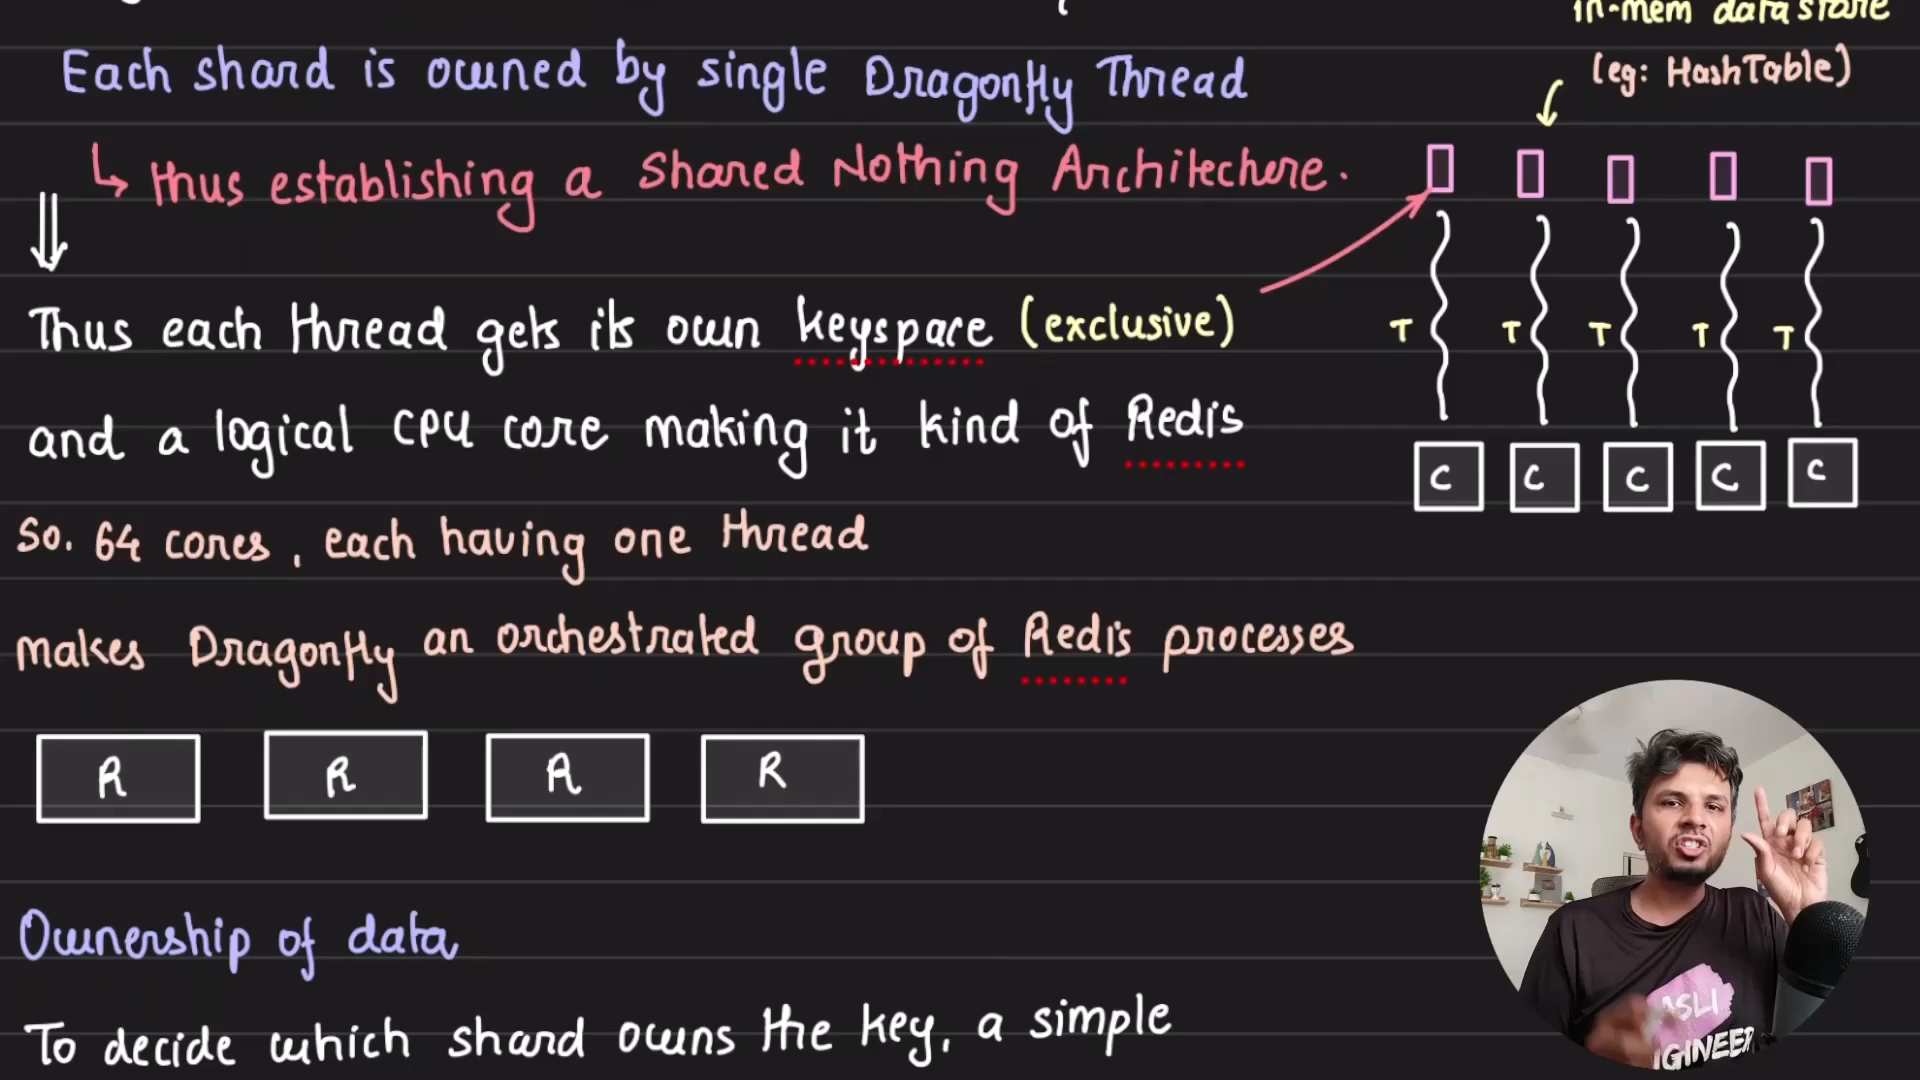 in-mem data store
(eg: HashTable)
Each shard is owned by single Dragonfly Thread
↳ thus establishing a Shared Nothing Architechure.
Thus each thread gets its own keyspace (exclusive)
and a logical CPU core making it kind of Redis
T T T T T
C C C C C
So. 64 cores, each having one thread
makes Dragonfly an orchestrated group of Redis processes
R R R R
Ownership of data
To decide which shard owns the key, a simple
ASLI